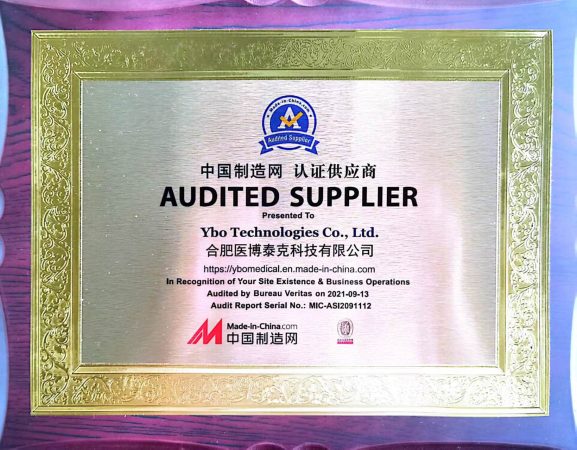 Made-in-China.com
Audited Supplier
中国制造网 认证供应商
AUDITED SUPPLIER
Presented To
Ybo Technologies Co., Ltd.
合肥医博泰克科技有限公司
https://ybomedical.en.made-in-china.com
In Recognition of Your Site Existence & Business Operations
Audited by Bureau Veritas on 2021-09-13
Audit Report Serial No.: MIC-ASI2091112
Made-in-China.com
中国制造网